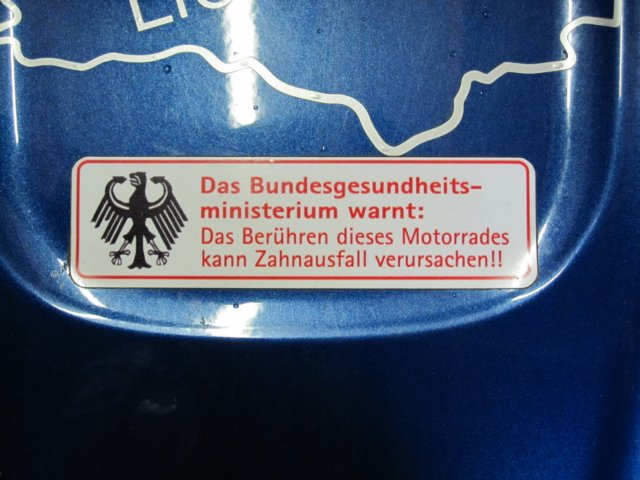 Das Bundesgesundheits-
ministerium warnt:
Das Berühren dieses Motorrades
kann Zahnausfall verursachen!!